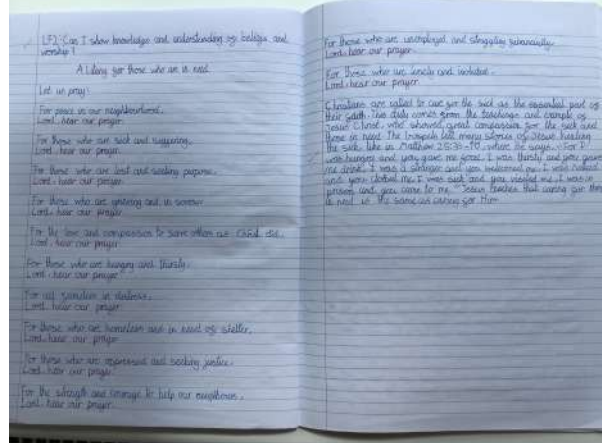 LF2: Can I show knowledge and understanding of beliefs and
worship?
A Litany for those who are in need
Let us pray:
For peace in our neighbourhood.
Lord, hear our prayer
For those who are sick and suffering.
Lord, hear our prayer
For those who are lost and seeking purpose.
Lord, hear our prayer
For those who are grieving and in sorrow
Lord, hear our prayer
For the love and compassion to serve others as Christ did.
Lord, hear our prayer
For those who are hungry and thirsty.
Lord, hear our prayer
For all families in distress.
Lord, hear our prayer
For those who are homeless and in need of shelter.
Lord, hear our prayer
For those who are oppressed and seeking justice.
Lord, hear our prayer
For the strength and courage to help our neighbours.
Lord, hear our prayer.
For those who are unemployed and struggling financially.
Lord, hear our prayer.
For those who are lonely and isolated.
Lord, hear our prayer
Christians are called to care for the sick as the essential part of
their faith. This duty comes from the teachings and example of
Jesus Christ, who showed great compassion for the sick and
those in need. The Gospels tell many stories of Jesus healing
the sick, like in Matthew 25:35-40, where he says, "For I
was hungry and you gave me food, I was thirsty and you gave
me drink, I was a stranger and you welcomed me, I was naked
and you clothed me, I was sick and you visited me, I was in
prison and you came to me." Jesus teaches that caring for those
in need is the same as caring for Him.